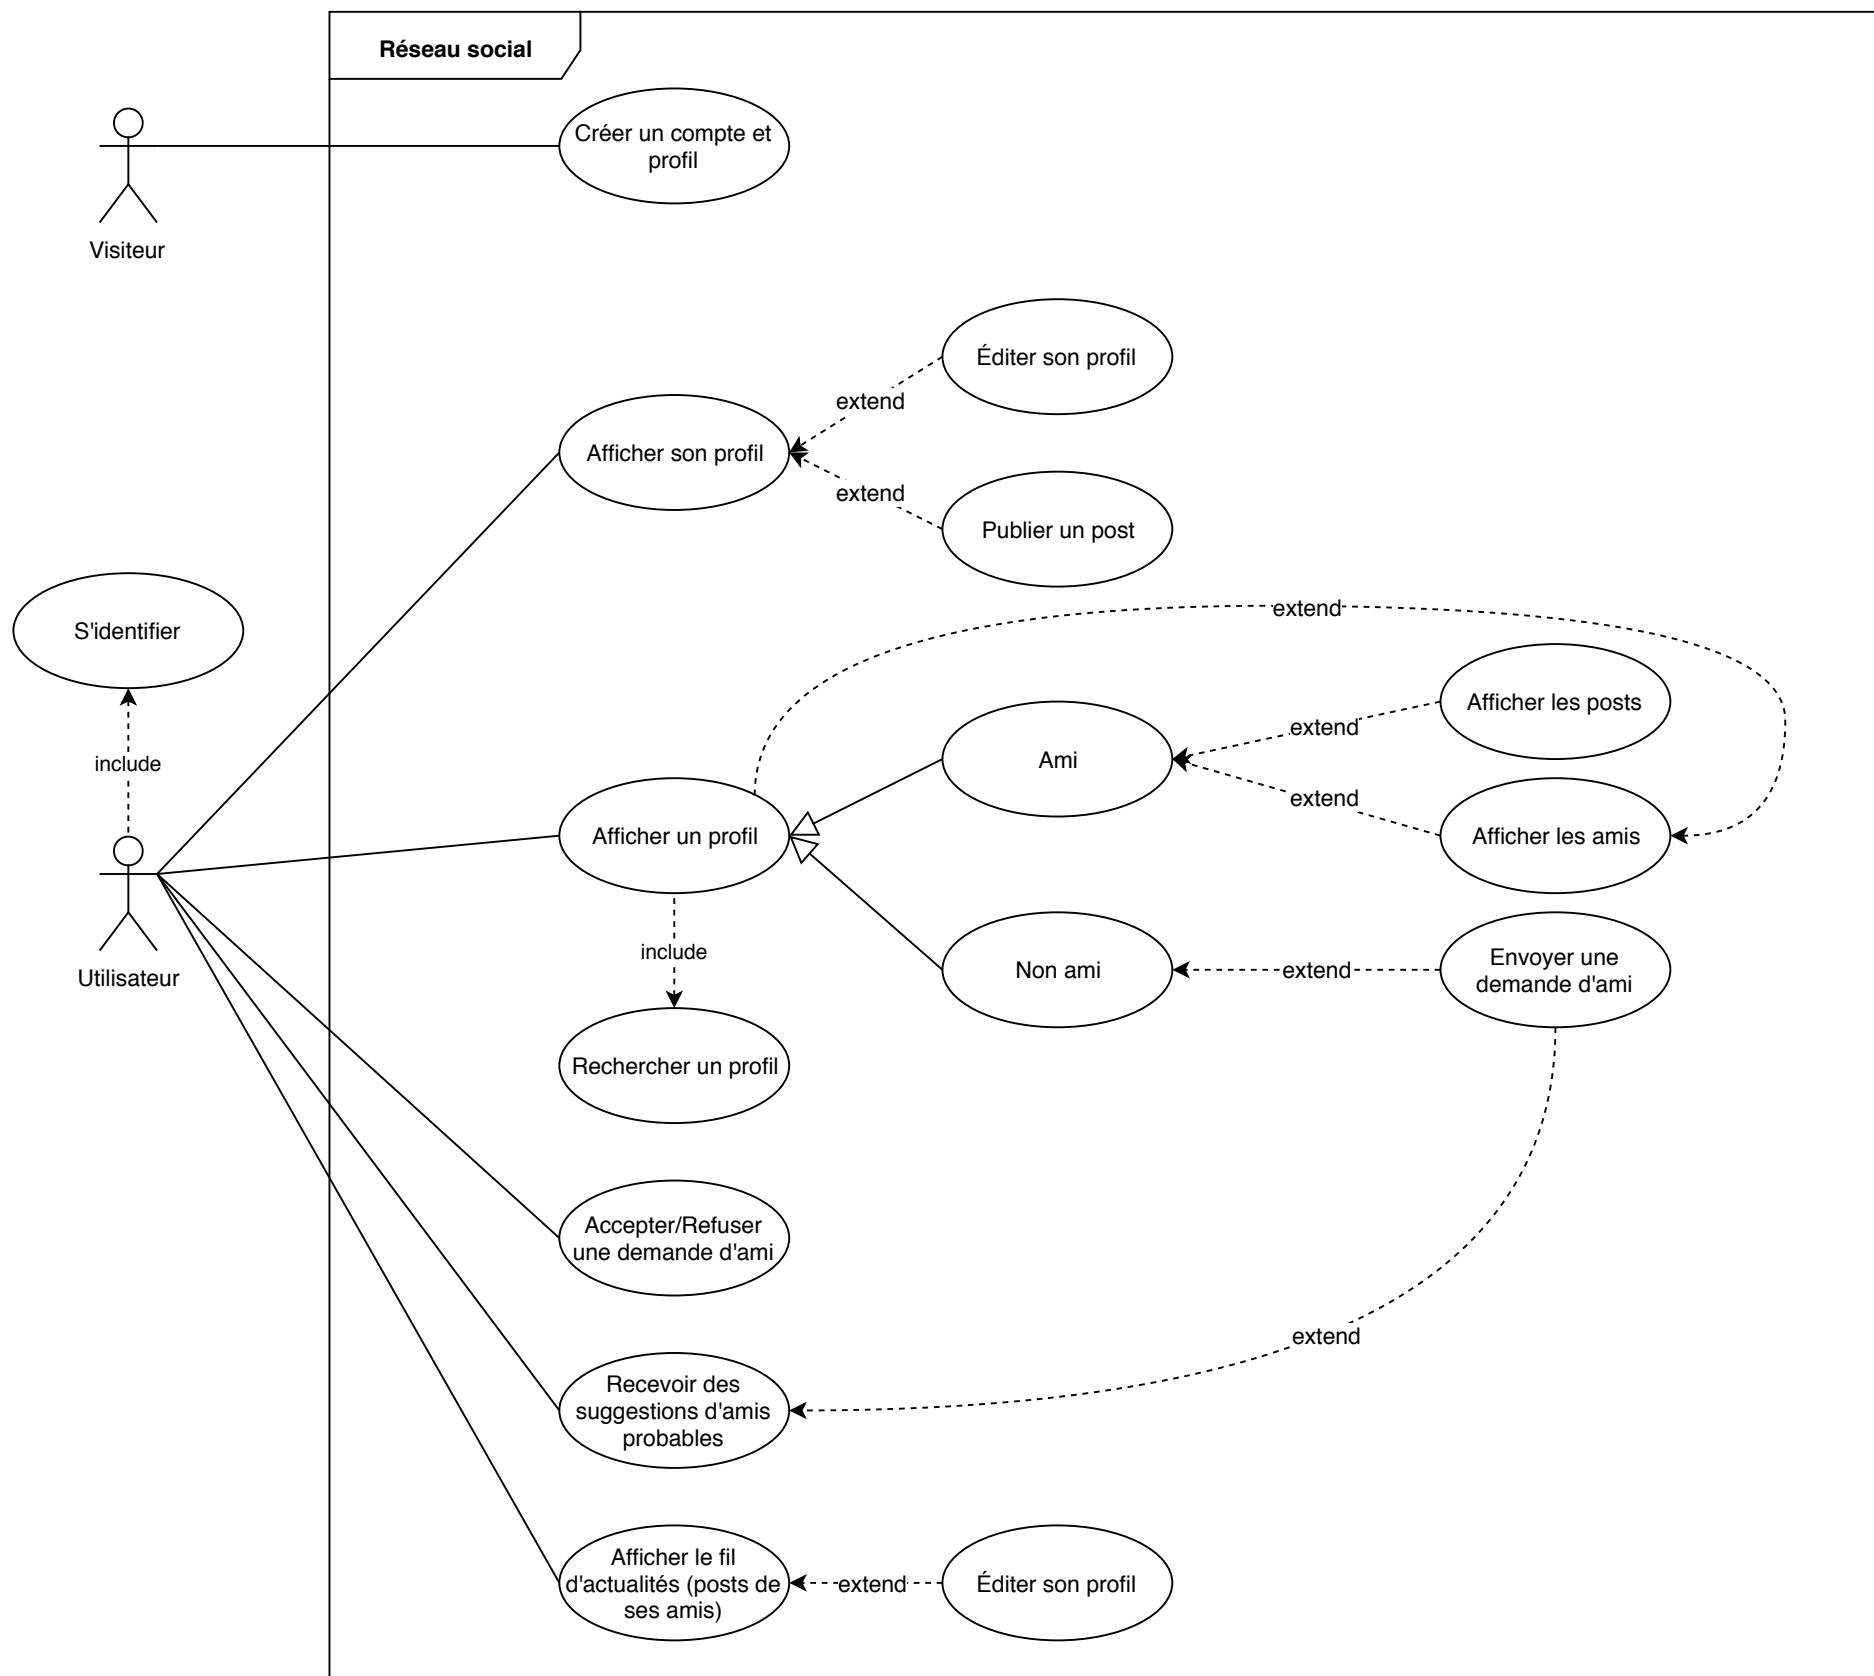 Réseau social
Créer un compte et
profil
Visiteur
Éditer son profil
extend
Afficher son profil
extend
Publier un post
extend
S'identifier
Afficher les posts
extend
Ami
include
extend
Afficher un profil
Afficher les amis
include
Envoyer une
demande d'ami
extend
Non ami
Utilisateur
Rechercher un profil
Accepter/Refuser
une demande d'ami
extend
Recevoir des
suggestions d'amis
probables
Afficher le fil
d'actualités (posts de
ses amis)
extend
Éditer son profil